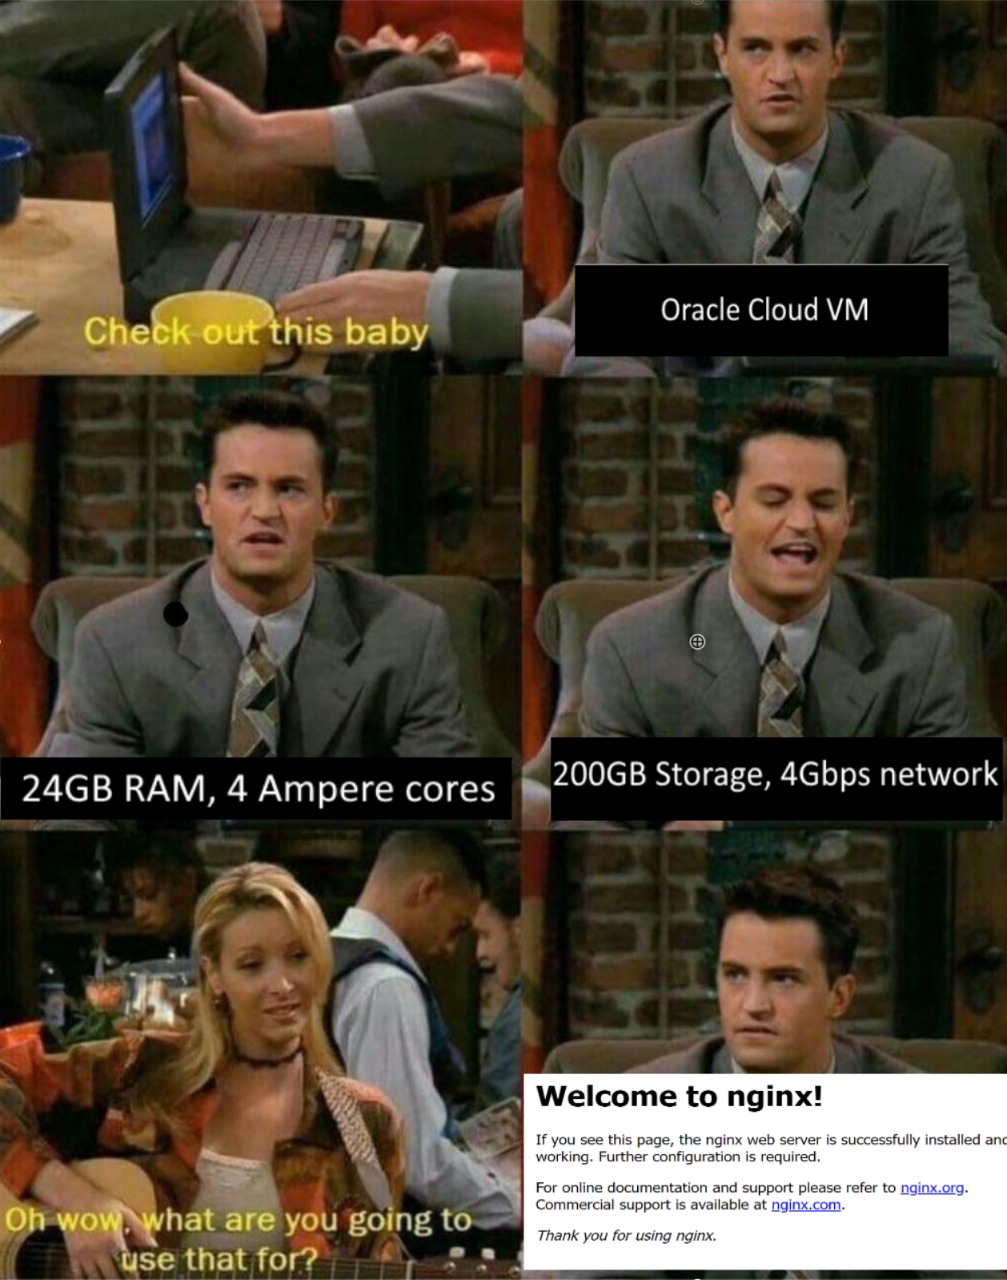 Check out this baby
Oracle Cloud VM
24GB RAM, 4 Ampere cores
200GB Storage, 4Gbps network
Oh wow, what are you going to
use that for?
Welcome to nginx!
If you see this page, the nginx web server is successfully installed and
working. Further configuration is required.
For online documentation and support please refer to nginx.org.
Commercial support is available at nginx.com.
Thank you for using nginx.